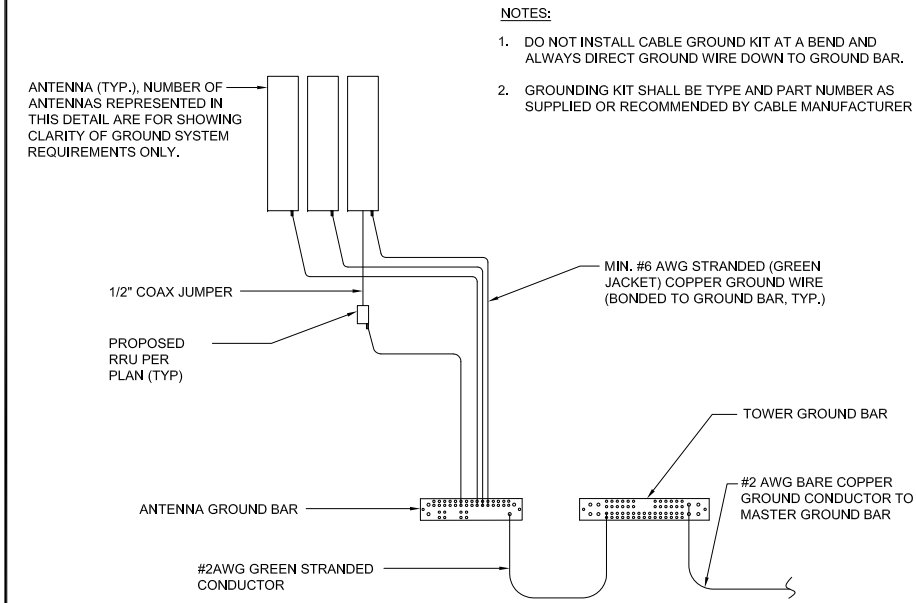 NOTES:
1. DO NOT INSTALL CABLE GROUND KIT AT A BEND AND
ALWAYS DIRECT GROUND WIRE DOWN TO GROUND BAR.
2. GROUNDING KIT SHALL BE TYPE AND PART NUMBER AS
SUPPLIED OR RECOMMENDED BY CABLE MANUFACTURER
ANTENNA (TYP.), NUMBER OF
ANTENNAS REPRESENTED IN
THIS DETAIL ARE FOR SHOWING
CLARITY OF GROUND SYSTEM
REQUIREMENTS ONLY.
MIN. #6 AWG STRANDED (GREEN
JACKET) COPPER GROUND WIRE
(BONDED TO GROUND BAR, TYP.)
1/2" COAX JUMPER
PROPOSED
RRU PER
PLAN (TYP)
TOWER GROUND BAR
#2 AWG BARE COPPER
GROUND CONDUCTOR TO
MASTER GROUND BAR
ANTENNA GROUND BAR
#2AWG GREEN STRANDED
CONDUCTOR